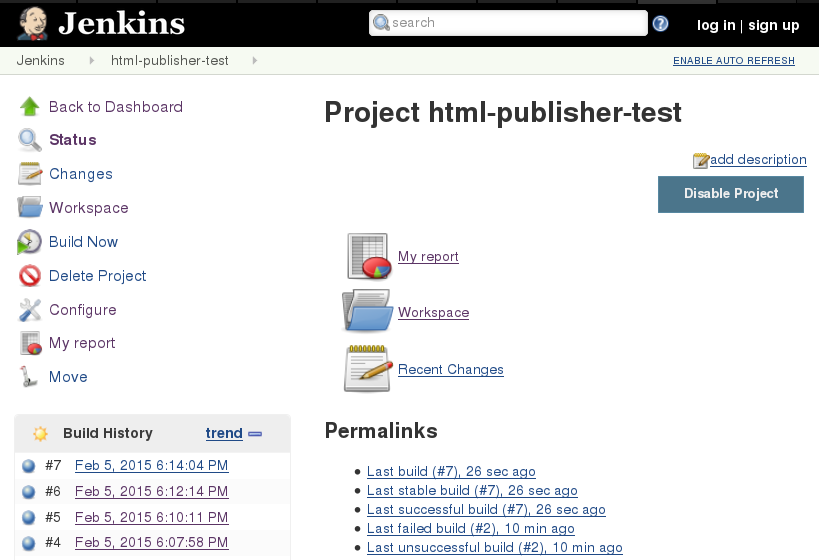 Jenkins
search
log in | sign up
Jenkins
html-publisher-test
ENABLE AUTO REFRESH
Back to Dashboard
Status
Changes
Workspace
Build Now
Delete Project
Configure
My report
Move
Build History
trend
#7 Feb 5, 2015 6:14:04 PM
#6 Feb 5, 2015 6:12:14 PM
#5 Feb 5, 2015 6:10:11 PM
#4 Feb 5, 2015 6:07:58 PM
Project html-publisher-test
add description
Disable Project
My report
Workspace
Recent Changes
Permalinks
Last build (#7), 26 sec ago
Last stable build (#7), 26 sec ago
Last successful build (#7), 26 sec ago
Last failed build (#2), 10 min ago
Last unsuccessful build (#2), 10 min ago